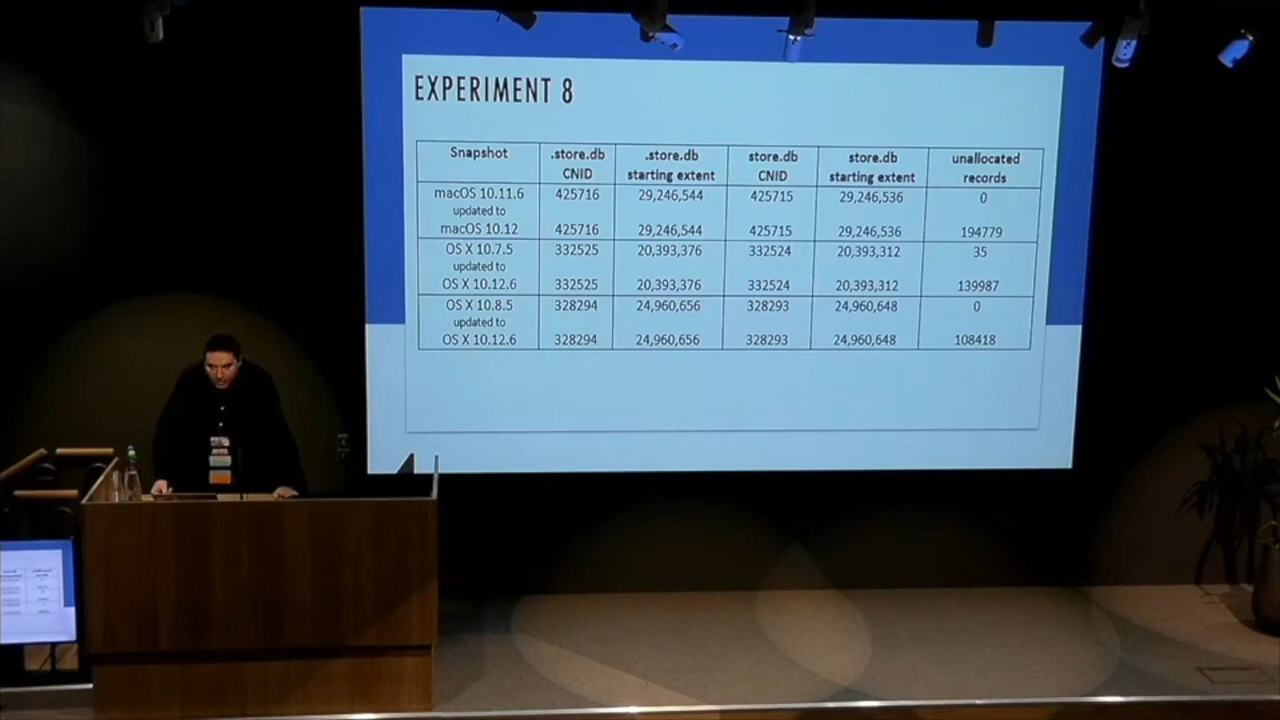 EXPERIMENT 8
Snapshot .store.db CNID .store.db starting extent store.db CNID store.db starting extent unallocated records
macOS 10.11.6 425716 29,246,544 425715 29,246,536 0
updated to
macOS 10.12 425716 29,246,544 425715 29,246,536 194779
OS X 10.7.5 332525 20,393,376 332524 20,393,312 35
updated to
OS X 10.12.6 332525 20,393,376 332524 20,393,312 139987
OS X 10.8.5 328294 24,960,656 328293 24,960,648 0
updated to
OS X 10.12.6 328294 24,960,656 328293 24,960,648 108418